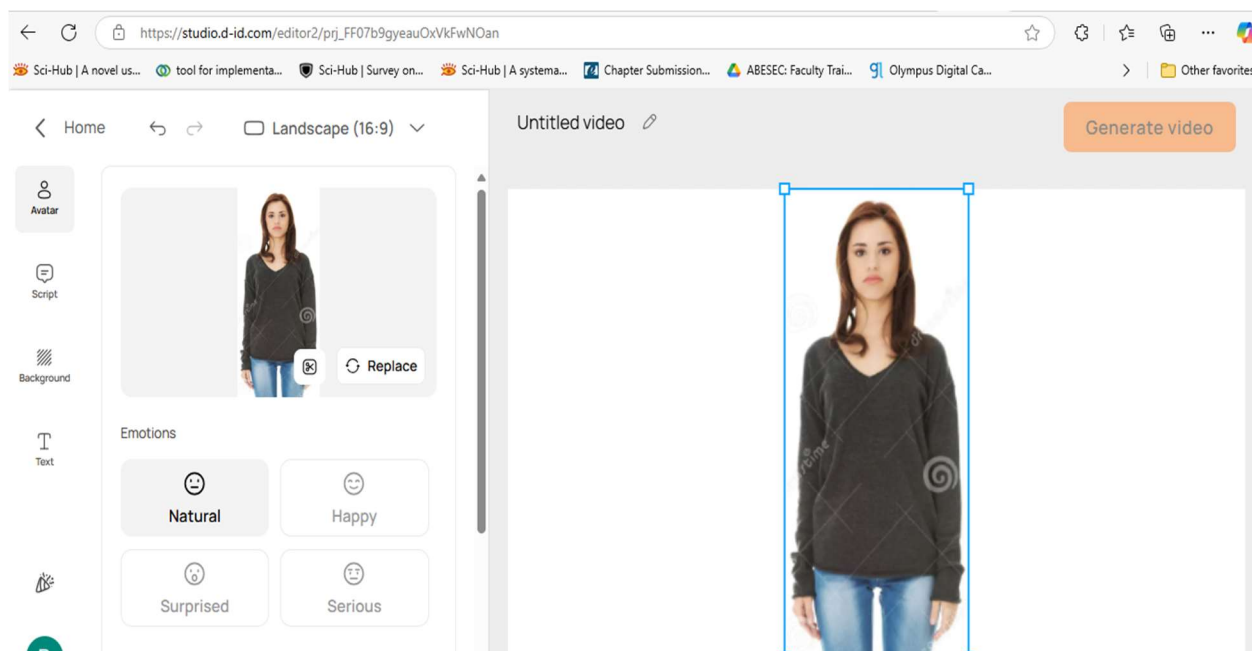 https://studio.d-id.com/editor2/prj_FF07b9gyeauOxVkFwNOan
Sci-Hub | A novel us... tool for implementa... Sci-Hub | Survey on... Sci-Hub | A systema... Chapter Submission... ABESEC: Faculty Trai... Olympus Digital Ca... Other favorites
Home Landscape (16:9) Untitled video Generate video
Avatar
Script
Replace
Background
Emotions
Text
Natural Happy
Surprised Serious